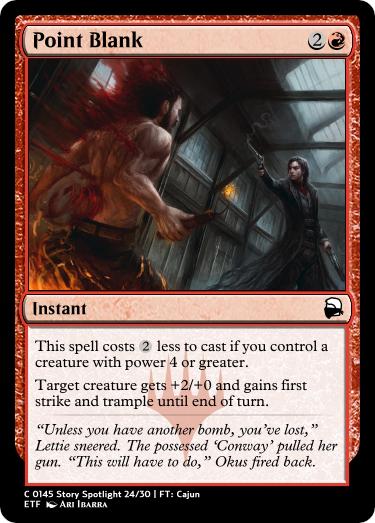 Point Blank 2
Instant
This spell costs 2 less to cast if you control a
creature with power 4 or greater.
Target creature gets +2/+0 and gains first
strike and trample until end of turn.
“Unless you have another bomb, you’ve lost,”
Lettie sneered. The possessed ‘Conway’ pulled her
gun. “This will have to do,” Okus fired back.
C 0145 Story Spotlight 24/30 | FT: Cajun
ETF Ari Ibarra